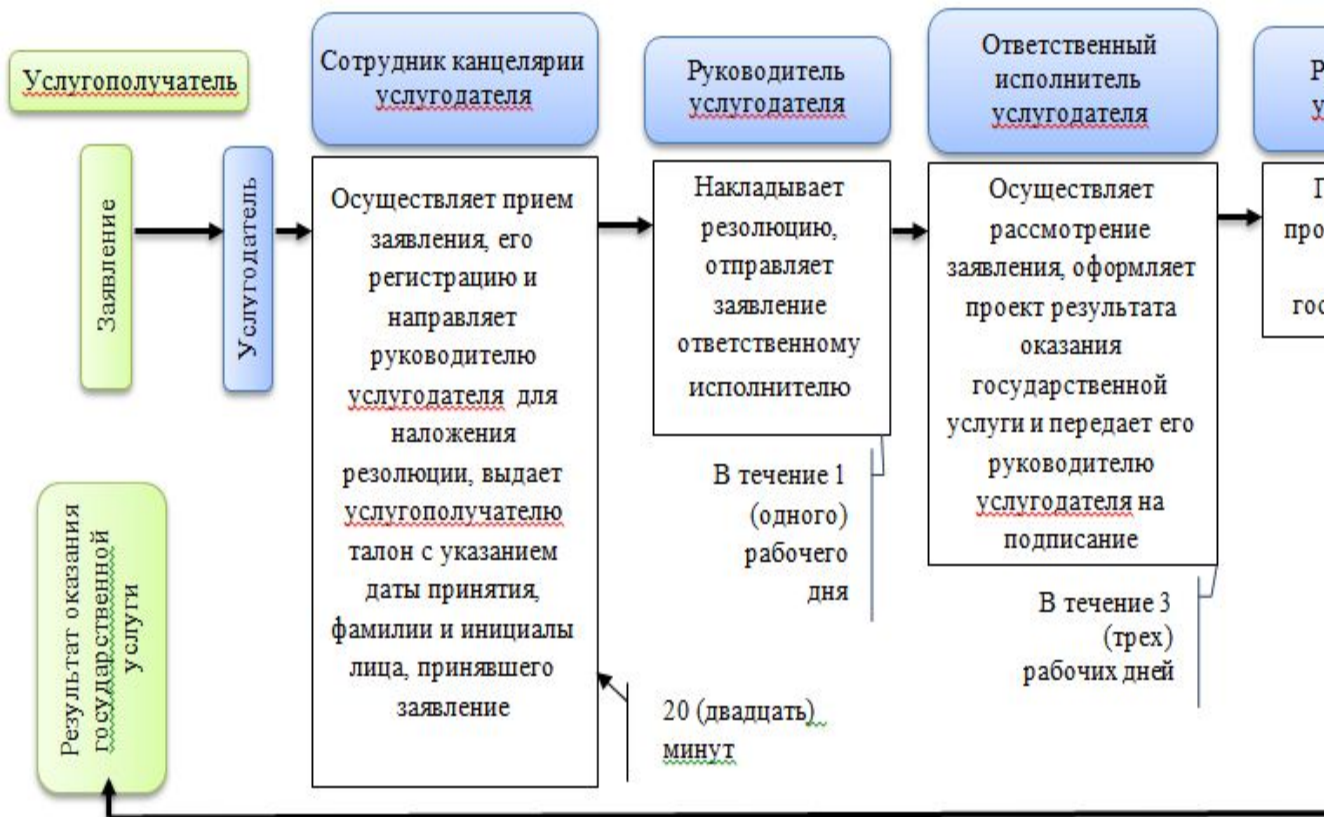 Услугополучатель
Заявление
Услугодатель
Результат оказания
государственной
услуги
Сотрудник канцелярии
услугодателя
Осуществляет прием
заявления, его
регистрацию и
направляет
руководителю
услугодателя для
наложения
резолюции, выдает
услугополучателю
талон с указанием
даты принятия,
фамилии и инициалы
лица, принявшего
заявление
20 (двадцать)
минут
Руководитель
услугодателя
Накладывает
резолюцию,
отправляет
заявление
ответственному
исполнителю
В течение 1
(одного)
рабочего
дня
Ответственный
исполнитель
услугодателя
Осуществляет
рассмотрение
заявления, оформляет
проект результата
оказания
государственной
услуги и передает его
руководителю
услугодателя на
подписание
В течение 3
(трех)
рабочих дней